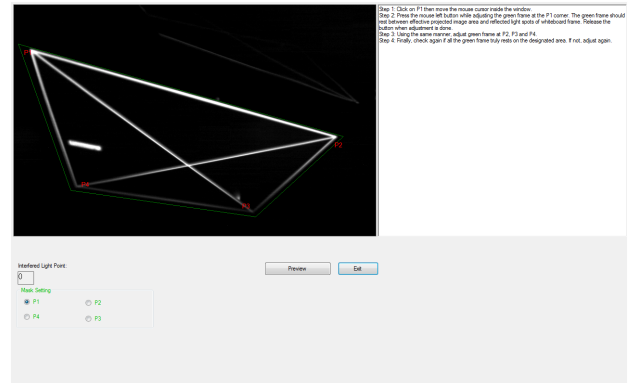 Step 1: Click on P1 then move the mouse cursor inside the window.
Step 2: Press the mouse left button while adjusting the green frame at the P1 corner. The green frame should
rest between effective projected image area and reflected light spots of whiteboard frame. Release the
button when adjustment is done.
Step 3: Using the same manner, adjust green frame at P2, P3 and P4.
Step 4: Finally, check again if all the green frame truly rests on the designated area. If not, adjust again.
P1
P2
P4
P3
Interfered Light Point:
0
Preview
Exit
Mask Setting
P1
P2
P4
P3